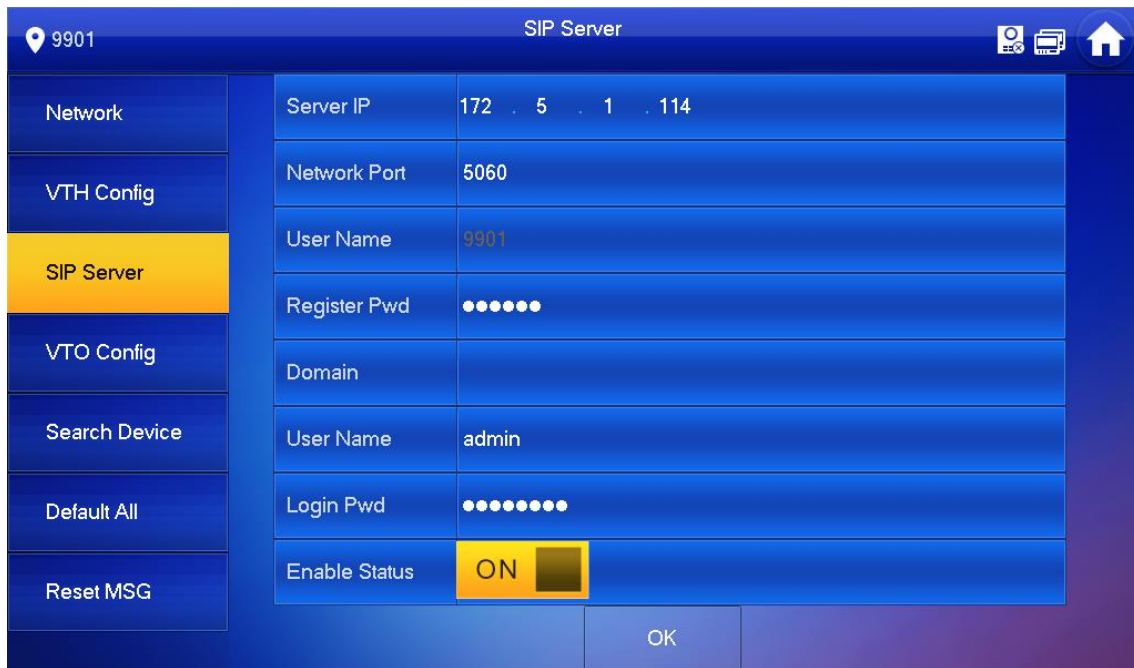 9901
SIP Server
Network
VTH Config
SIP Server
VTO Config
Search Device
Default All
Reset MSG
Server IP 172 . 5 . 1 . 114
Network Port 5060
User Name 9901
Register Pwd ●●●●●●
Domain
User Name admin
Login Pwd ●●●●●●●●
Enable Status ON
OK